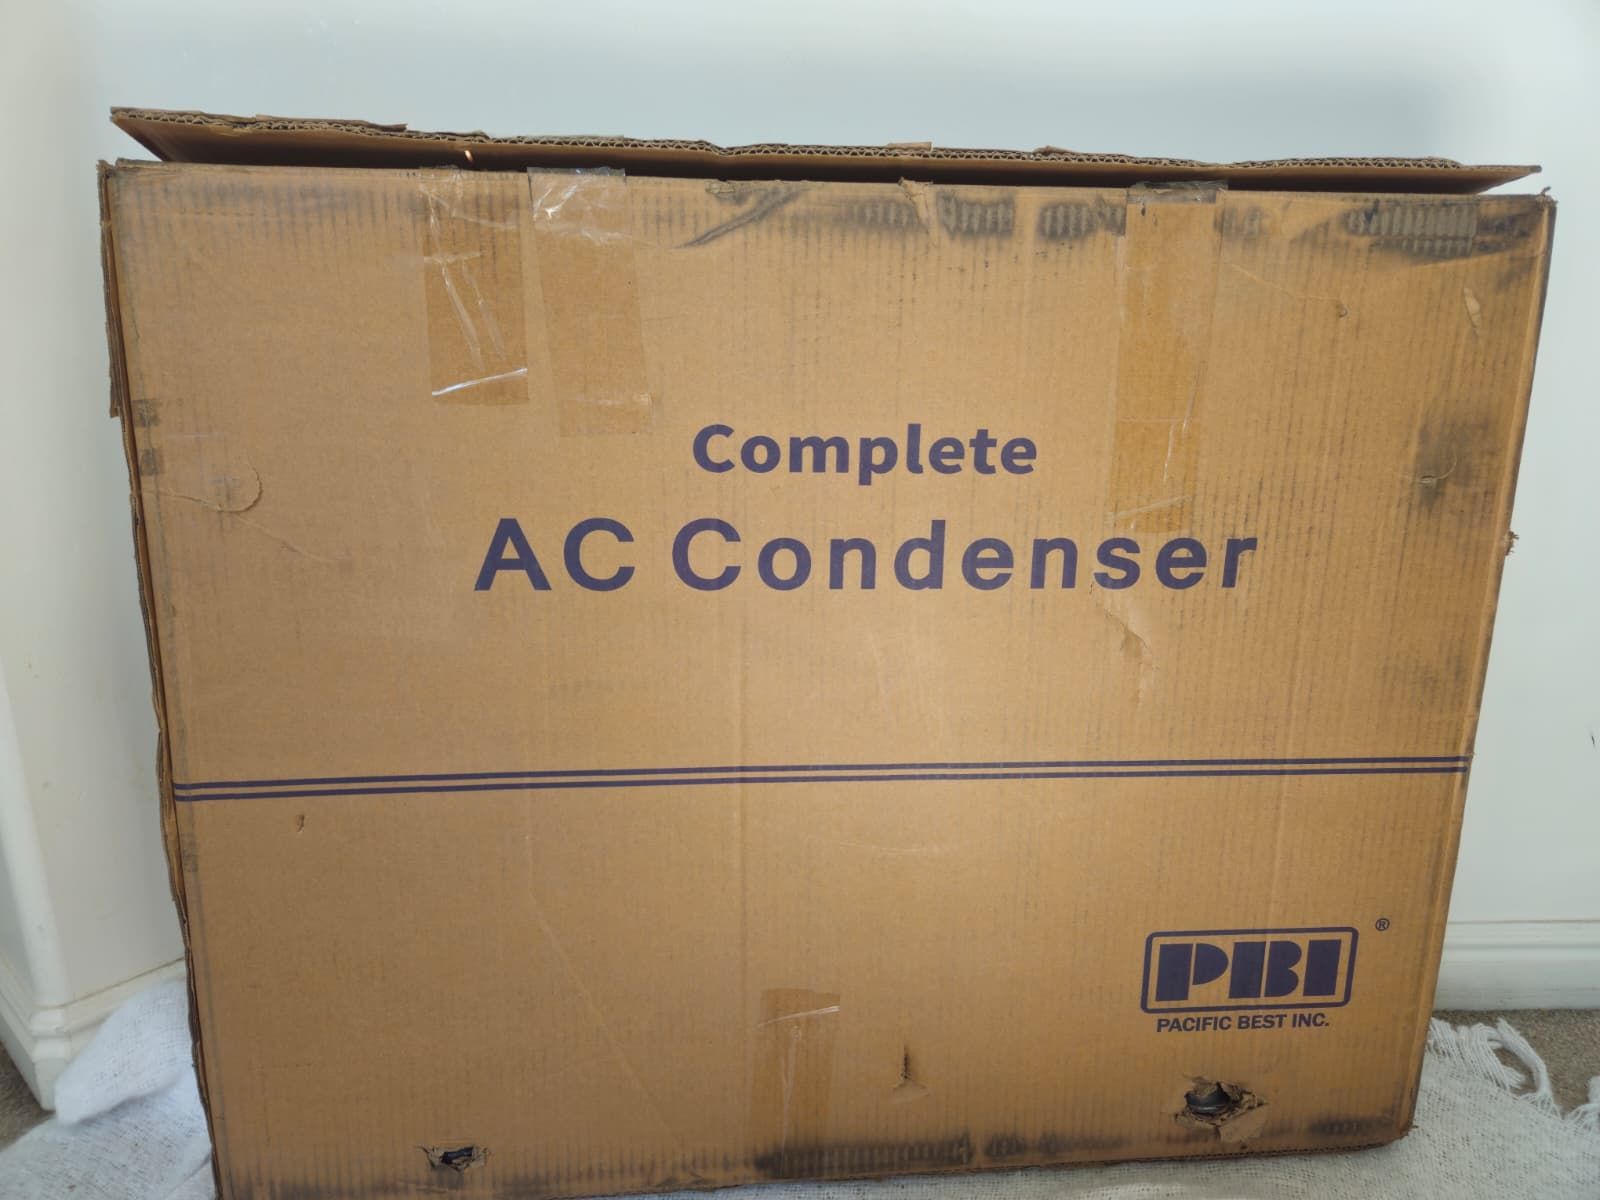 Complete
AC Condenser
PBI ®
PACIFIC BEST INC.